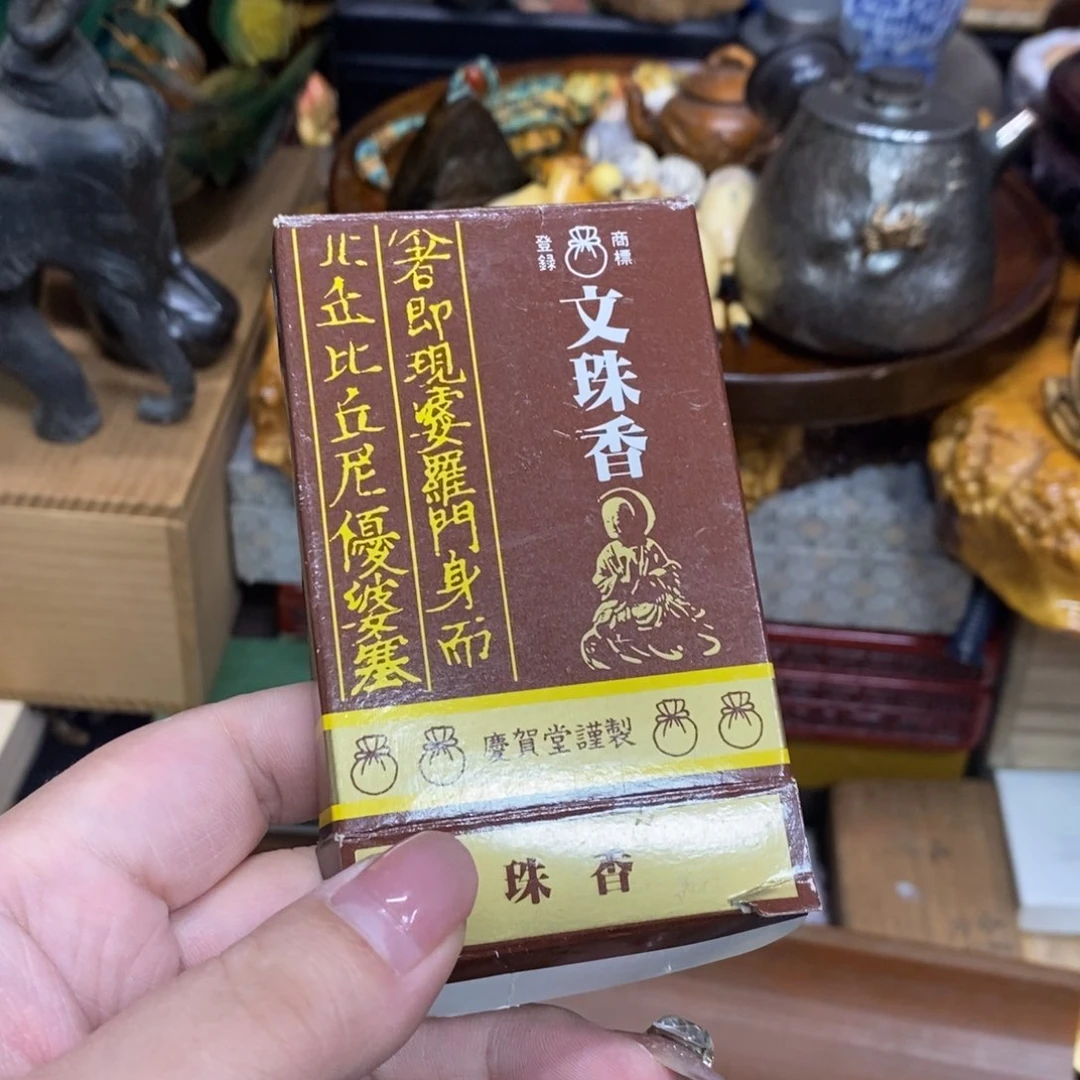 登録
商標
文珠香
者即現婆羅門身而
比丘比丘尼優婆塞
慶賀堂謹製
珠香